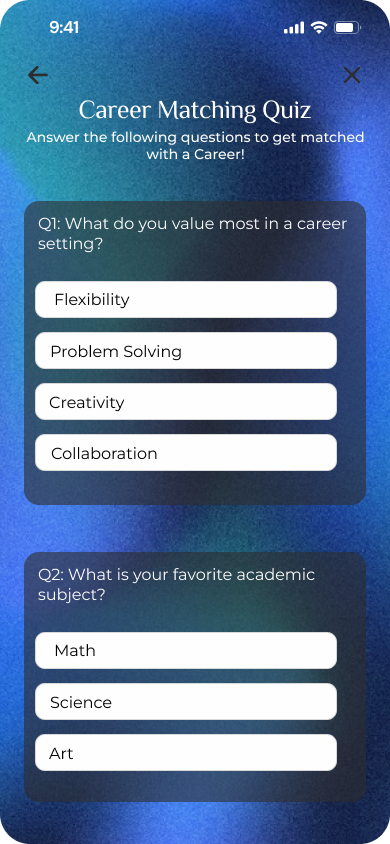 9:41
Career Matching Quiz
Answer the following questions to get matched
with a Career!
Q1: What do you value most in a career
setting?
Flexibility
Problem Solving
Creativity
Collaboration
Q2: What is your favorite academic
subject?
Math
Science
Art